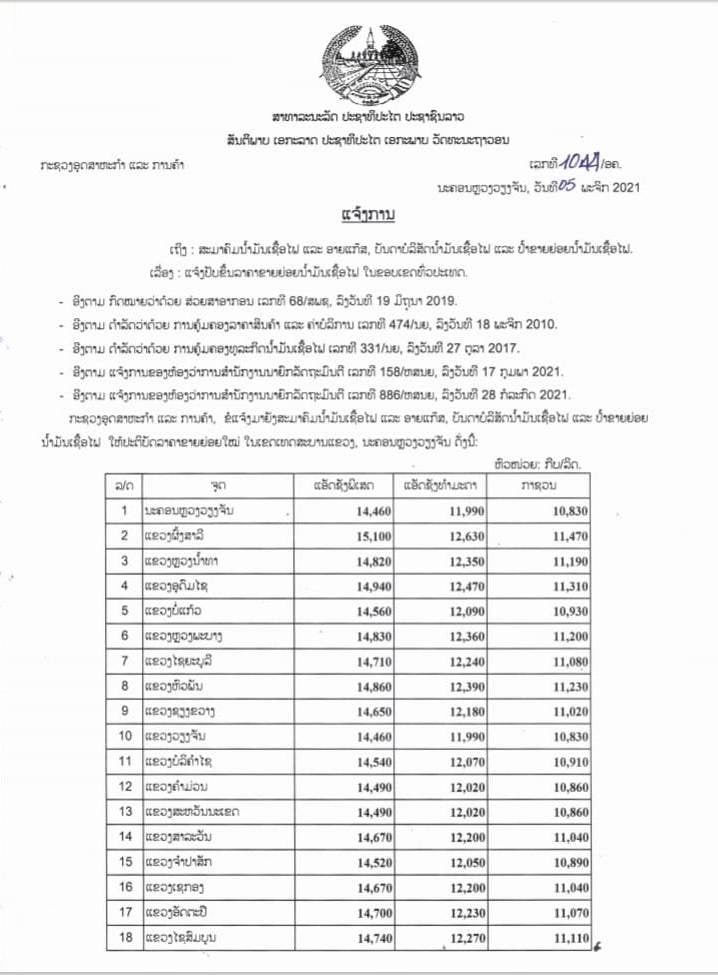 ສາທາລະນະລັດ ປະຊາທິປະໄຕ ປະຊາຊົນລາວ
ສັນຕິພາບ ເອກະລາດ ປະຊາທິປະໄຕ ເອກະພາບ ວັດທະນະຖາວອນ
ກະຊວງອຸດສາຫະກຳ ແລະ ການຄ້າ ເລກທີ 1044/ອຄ.
ນະຄອນຫຼວງວຽງຈັນ, ວັນທີ 05 ພະຈິກ 2021
ແຈ້ງການ
ເຖິງ : ສະມາຄົມນ້ຳມັນເຊື້ອໄຟ ແລະ ອາຍແກັສ, ບັນດາບໍລິສັດນ້ຳມັນເຊື້ອໄຟ ແລະ ປ້ຳຂາຍຍ່ອຍນ້ຳມັນເຊື້ອໄຟ.
ເລື່ອງ : ແຈ້ງປັບຂຶ້ນລາຄາຂາຍຍ່ອຍນ້ຳມັນເຊື້ອໄຟ ໃນຂອບເຂດທົ່ວປະເທດ.
- ອີງຕາມ ກົດໝາຍວ່າດ້ວຍ ສ່ວຍສາອາກອນ ເລກທີ 68/ສພຊ, ລົງວັນທີ 19 ມິຖຸນາ 2019.
- ອີງຕາມ ດຳລັດວ່າດ້ວຍ ການຄຸ້ມຄອງລາຄາສິນຄ້າ ແລະ ຄ່າບໍລິການ ເລກທີ 474/ນຍ, ລົງວັນທີ 18 ພະຈິກ 2010.
- ອີງຕາມ ດຳລັດວ່າດ້ວຍ ການຄຸ້ມຄອງທຸລະກິດນ້ຳມັນເຊື້ອໄຟ ເລກທີ 331/ນຍ, ລົງວັນທີ 27 ຕຸລາ 2017.
- ອີງຕາມ ແຈ້ງການຂອງຫ້ອງວ່າການສຳນັກງານນາຍົກລັດຖະມົນຕີ ເລກທີ 158/ຫສນຍ, ລົງວັນທີ 17 ກຸມພາ 2021.
- ອີງຕາມ ແຈ້ງການຂອງຫ້ອງວ່າການສຳນັກງານນາຍົກລັດຖະມົນຕີ ເລກທີ 886/ຫສນຍ, ລົງວັນທີ 28 ກໍລະກົດ 2021.
ກະຊວງອຸດສາຫະກຳ ແລະ ການຄ້າ, ຂໍແຈ້ງມາຍັງສະມາຄົມນ້ຳມັນເຊື້ອໄຟ ແລະ ອາຍແກັສ, ບັນດາບໍລິສັດນ້ຳມັນເຊື້ອໄຟ ແລະ ປ້ຳຂາຍຍ່ອຍ
ນ້ຳມັນເຊື້ອໄຟ ໃຫ້ປະຕິບັດລາຄາຂາຍຍ່ອຍໃໝ່ ໃນເຂດເທດສະບານແຂວງ, ນະຄອນຫຼວງວຽງຈັນ ດັ່ງນີ້:
ຫົວໜ່ວຍ: ກີບ/ລິດ.
ລ/ດ ຈຸດ ແອັດຊັງພິເສດ ແອັດຊັງທຳມະດາ ກາຊວນ
1 ນະຄອນຫຼວງວຽງຈັນ 14,460 11,990 10,830
2 ແຂວງຜົ້ງສາລີ 15,100 12,630 11,470
3 ແຂວງຫຼວງນ້ຳທາ 14,820 12,350 11,190
4 ແຂວງອຸດົມໄຊ 14,940 12,470 11,310
5 ແຂວງບໍ່ແກ້ວ 14,560 12,090 10,930
6 ແຂວງຫຼວງພະບາງ 14,830 12,360 11,200
7 ແຂວງໄຊຍະບຸລີ 14,710 12,240 11,080
8 ແຂວງຫົວພັນ 14,860 12,390 11,230
9 ແຂວງຊຽງຂວາງ 14,650 12,180 11,020
10 ແຂວງວຽງຈັນ 14,460 11,990 10,830
11 ແຂວງບໍລິຄຳໄຊ 14,540 12,070 10,910
12 ແຂວງຄຳມ່ວນ 14,490 12,020 10,860
13 ແຂວງສະຫວັນນະເຂດ 14,490 12,020 10,860
14 ແຂວງສາລະວັນ 14,670 12,200 11,040
15 ແຂວງຈຳປາສັກ 14,520 12,050 10,890
16 ແຂວງເຊກອງ 14,670 12,200 11,040
17 ແຂວງອັດຕະປື 14,700 12,230 11,070
18 ແຂວງໄຊສົມບູນ 14,740 12,270 11,110